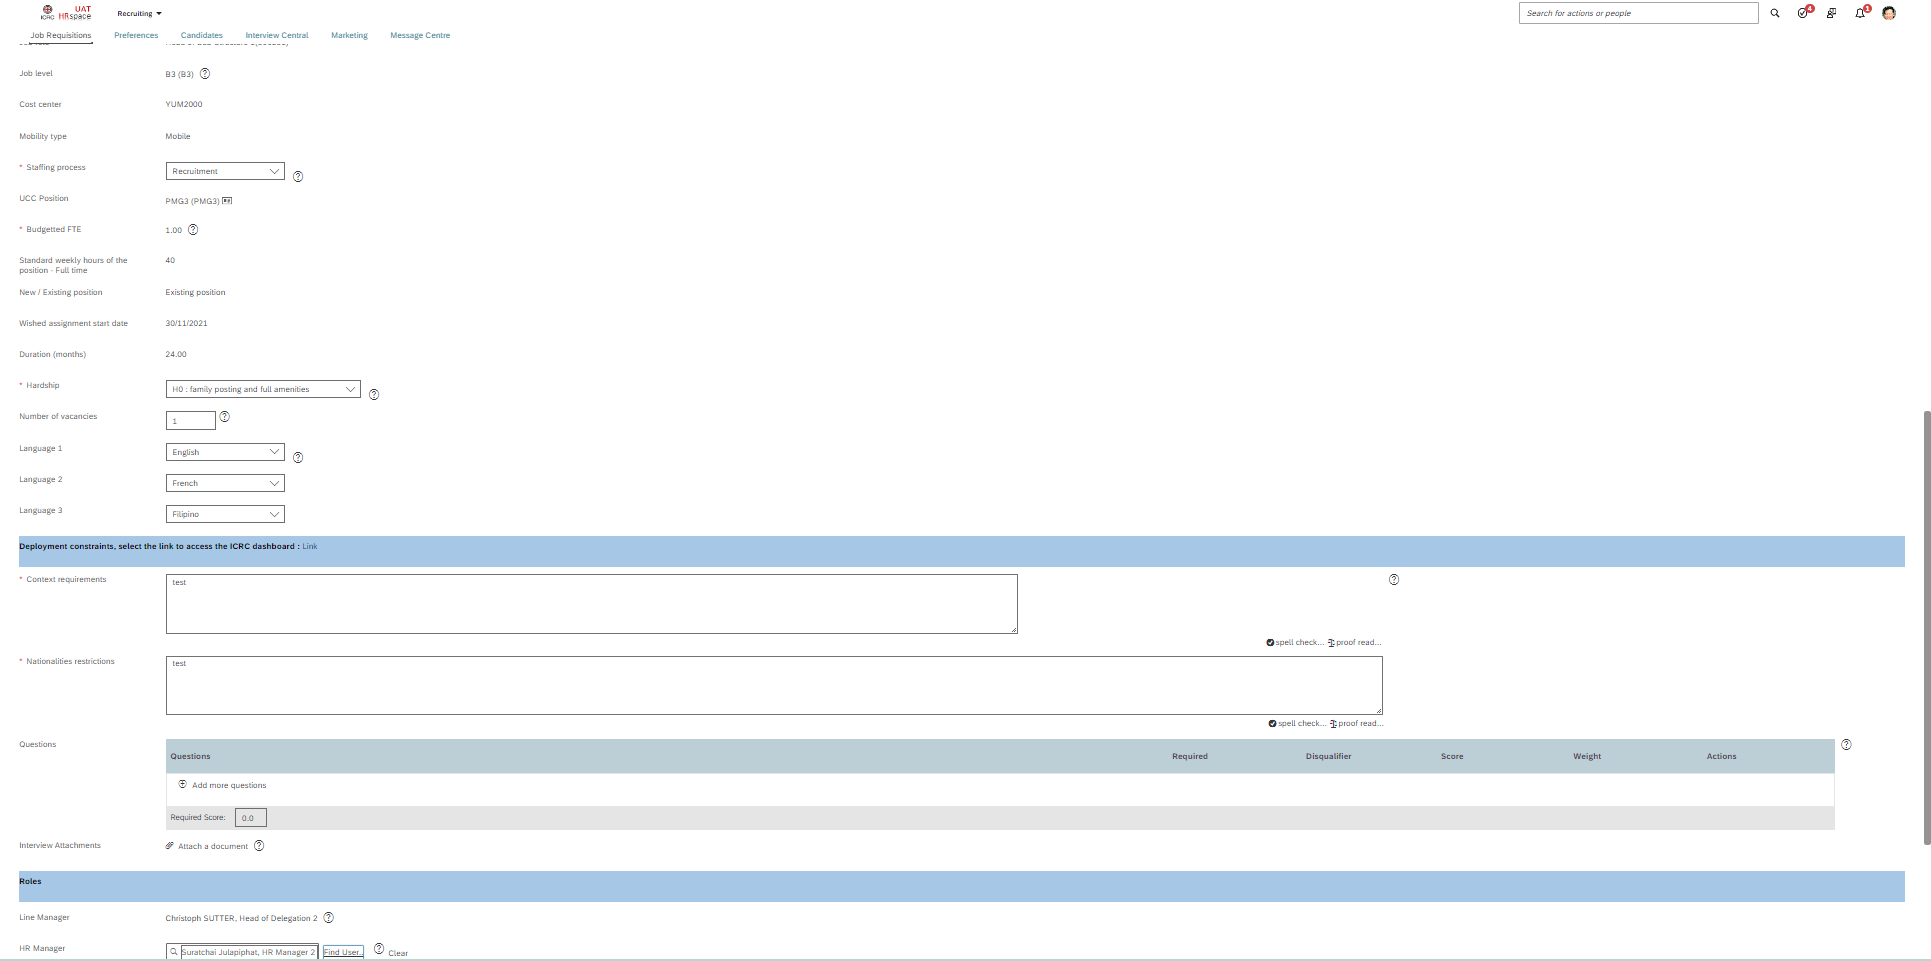 ICRC
UAT
HRspace
Recruiting
Search for actions or people
4
1
Job Requisitions
Preferences
Candidates
Interview Central
Marketing
Message Centre
Job level
B3 (B3)
Cost center
YUM2000
Mobility type
Mobile
* Staffing process
Recruitment
UCC Position
PMG3 (PMG3)
* Budgetted FTE
1.00
Standard weekly hours of the
position - Full time
40
New / Existing position
Existing position
Wished assignment start date
30/11/2021
Duration (months)
24.00
* Hardship
H0 : family posting and full amenities
Number of vacancies
1
Language 1
English
Language 2
French
Language 3
Filipino
Deployment constraints, select the link to access the ICRC dashboard : Link
* Context requirements
test
spell check... proof read...
* Nationalities restrictions
test
spell check... proof read...
Questions
Questions
Required
Disqualifier
Score
Weight
Actions
Add more questions
Required Score:
0.0
Interview Attachments
Attach a document
Roles
Line Manager
Christoph SUTTER, Head of Delegation 2
HR Manager
Suratchai Julapiphat, HR Manager 2
Find User..
Clear